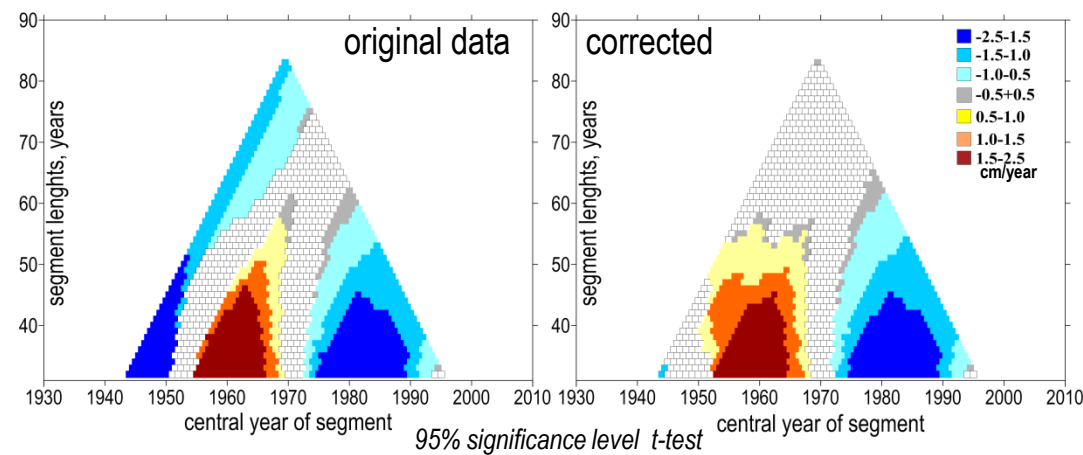 original data
corrected
90
80
70
60
50
40
segment lenghts, years
1930 1940 1950 1960 1970 1980 1990 2000 2010
central year of segment
90
80
70
60
50
40
segment lenghts, years
-2.5-1.5
-1.5-1.0
-1.0-0.5
-0.5+0.5
0.5-1.0
1.0-1.5
1.5-2.5
cm/year
1930 1940 1950 1960 1970 1980 1990 2000 2010
central year of segment
95% significance level t-test